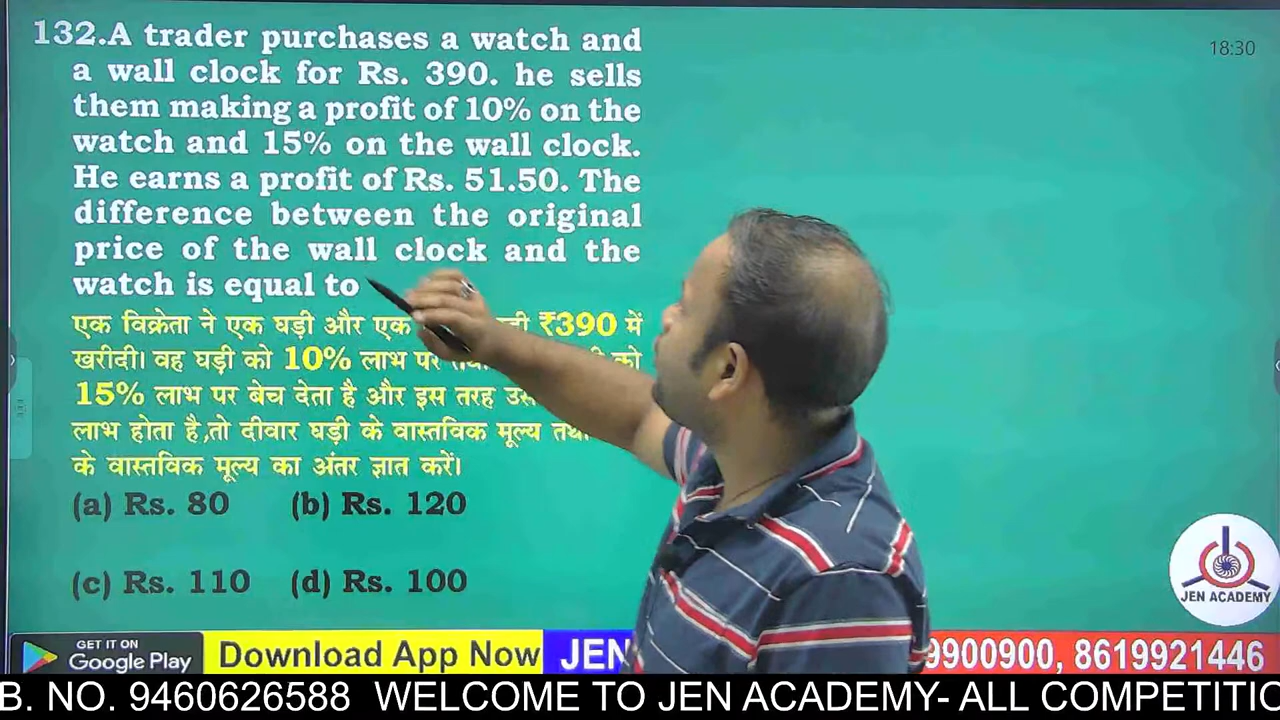 132.A trader purchases a watch and
a wall clock for Rs. 390. he sells
them making a profit of 10% on the
watch and 15% on the wall clock.
He earns a profit of Rs. 51.50. The
difference between the original
price of the wall clock and the
watch is equal to
एक विक्रेता ने एक घड़ी और एक ₹390 में
खरीदी। वह घड़ी को 10% लाभ पर को
15% लाभ पर बेच देता है और इस तरह
लाभ होता है,तो दीवार घड़ी के वास्तविक मूल्य
के वास्तविक मूल्य का अंतर ज्ञात करें।
(a) Rs. 80 (b) Rs. 120
(c) Rs. 110 (d) Rs. 100
18:30
JEN ACADEMY
GET IT ON
Google Play
Download App Now
JEN 9900900, 8619921446
B. NO. 9460626588 WELCOME TO JEN ACADEMY- ALL COMPETITIO